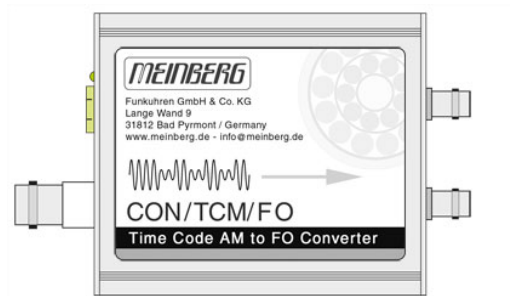 MEINBERG
Funkuhren GmbH & Co. KG
Lange Wand 9
31812 Bad Pyrmont / Germany
www.meinberg.de - info@meinberg.de
CON/TCM/FO
Time Code AM to FO Converter